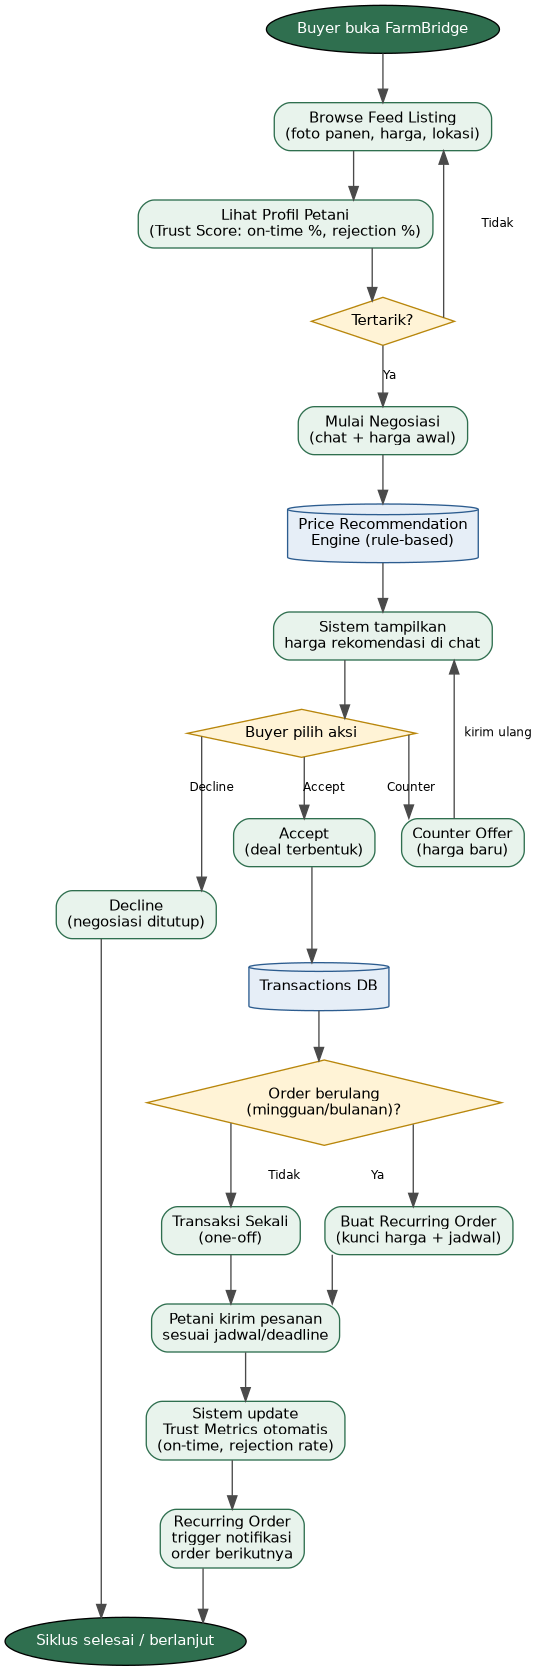 Buyer buka FarmBridge
Browse Feed Listing
(foto panen, harga, lokasi)
Lihat Profil Petani
(Trust Score: on-time %, rejection %)
Tidak
Tertarik?
Ya
Mulai Negosiasi
(chat + harga awal)
Price Recommendation
Engine (rule-based)
Sistem tampilkan
harga rekomendasi di chat
Buyer pilih aksi
kirim ulang
Decline
Accept
Counter
Accept
(deal terbentuk)
Counter Offer
(harga baru)
Decline
(negosiasi ditutup)
Transactions DB
Order berulang
(mingguan/bulanan)?
Tidak
Ya
Transaksi Sekali
(one-off)
Buat Recurring Order
(kunci harga + jadwal)
Petani kirim pesanan
sesuai jadwal/deadline
Sistem update
Trust Metrics otomatis
(on-time, rejection rate)
Recurring Order
trigger notifikasi
order berikutnya
Siklus selesai / berlanjut